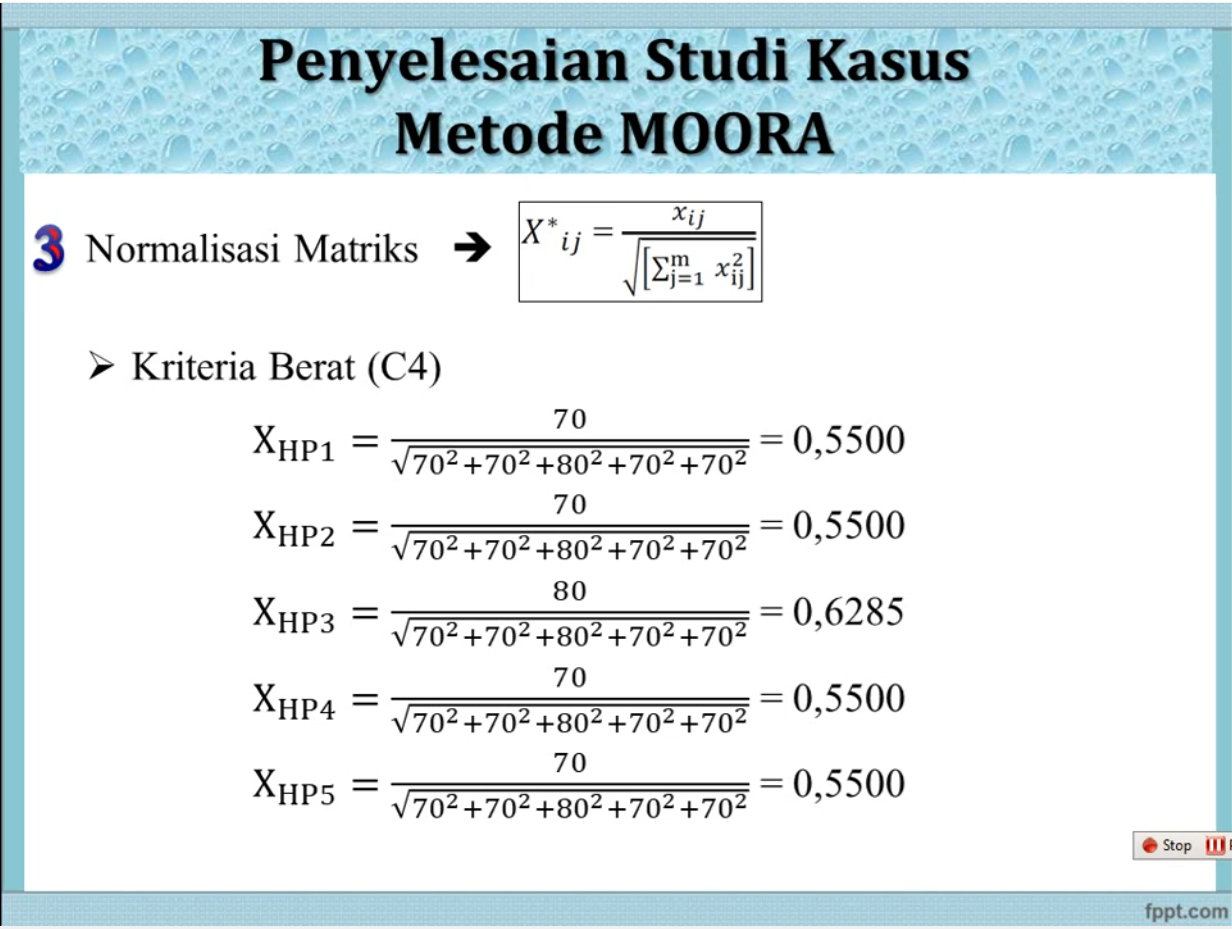 Penyelesaian Studi Kasus
Metode MOORA
3 Normalisasi Matriks ➔ X*ij = xij / √[∑mj=1 x2ij]
➢ Kriteria Berat (C4)
XHP1 = 70 / √70²+70²+80²+70²+70² = 0,5500
XHP2 = 70 / √70²+70²+80²+70²+70² = 0,5500
XHP3 = 80 / √70²+70²+80²+70²+70² = 0,6285
XHP4 = 70 / √70²+70²+80²+70²+70² = 0,5500
XHP5 = 70 / √70²+70²+80²+70²+70² = 0,5500
Stop
fppt.com